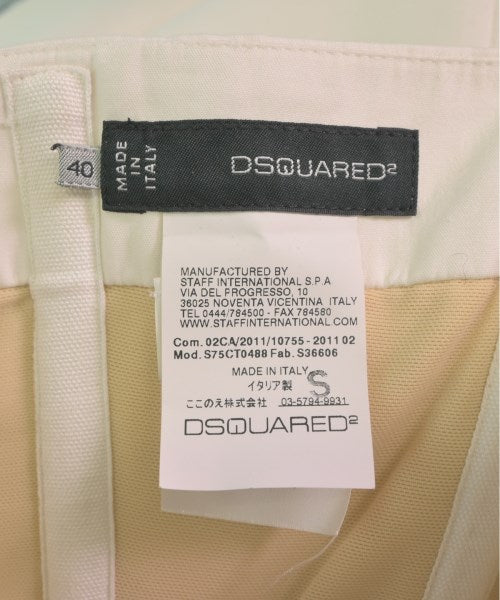 40
MADE
IN
ITALY
DSQUARED2
MANUFACTURED BY
STAFF INTERNATIONAL S.P.A
VIA DEL PROGRESSO, 10
36025 NOVENTA VICENTINA ITALY
TEL 0444/784500 - FAX 784580
WWW.STAFFINTERNATIONAL.COM
Com. 02CA/2011/10755 - 2011 02
Mod. S75CT0488 Fab. S36606
MADE IN ITALY
イタリア製 S
ここのえ株式会社 03-5794-9931
DSQUARED2